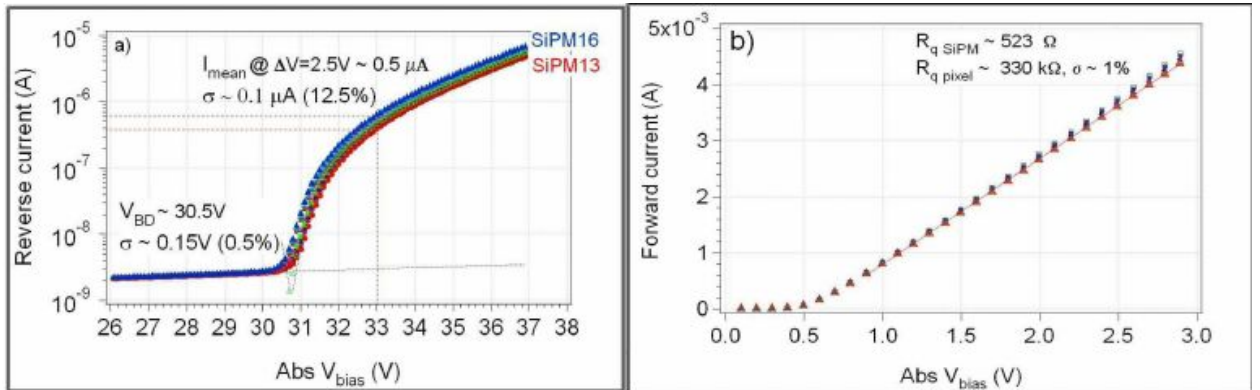 a)
SiPM16
SiPM13
I_mean @ ΔV=2.5V ~ 0.5 μA
σ ~ 0.1 μA (12.5%)
V_BD ~ 30.5V
σ ~ 0.15V (0.5%)
Reverse current (A)
10^-5
10^-6
10^-7
10^-8
10^-9
26 27 28 29 30 31 32 33 34 35 36 37 38
Abs V_bias (V)
b)
R_q SiPM ~ 523 Ω
R_q pixel ~ 330 kΩ, σ ~ 1%
Forward current (A)
5x10^-3
4
3
2
1
0
0.0 0.5 1.0 1.5 2.0 2.5 3.0
Abs V_bias (V)